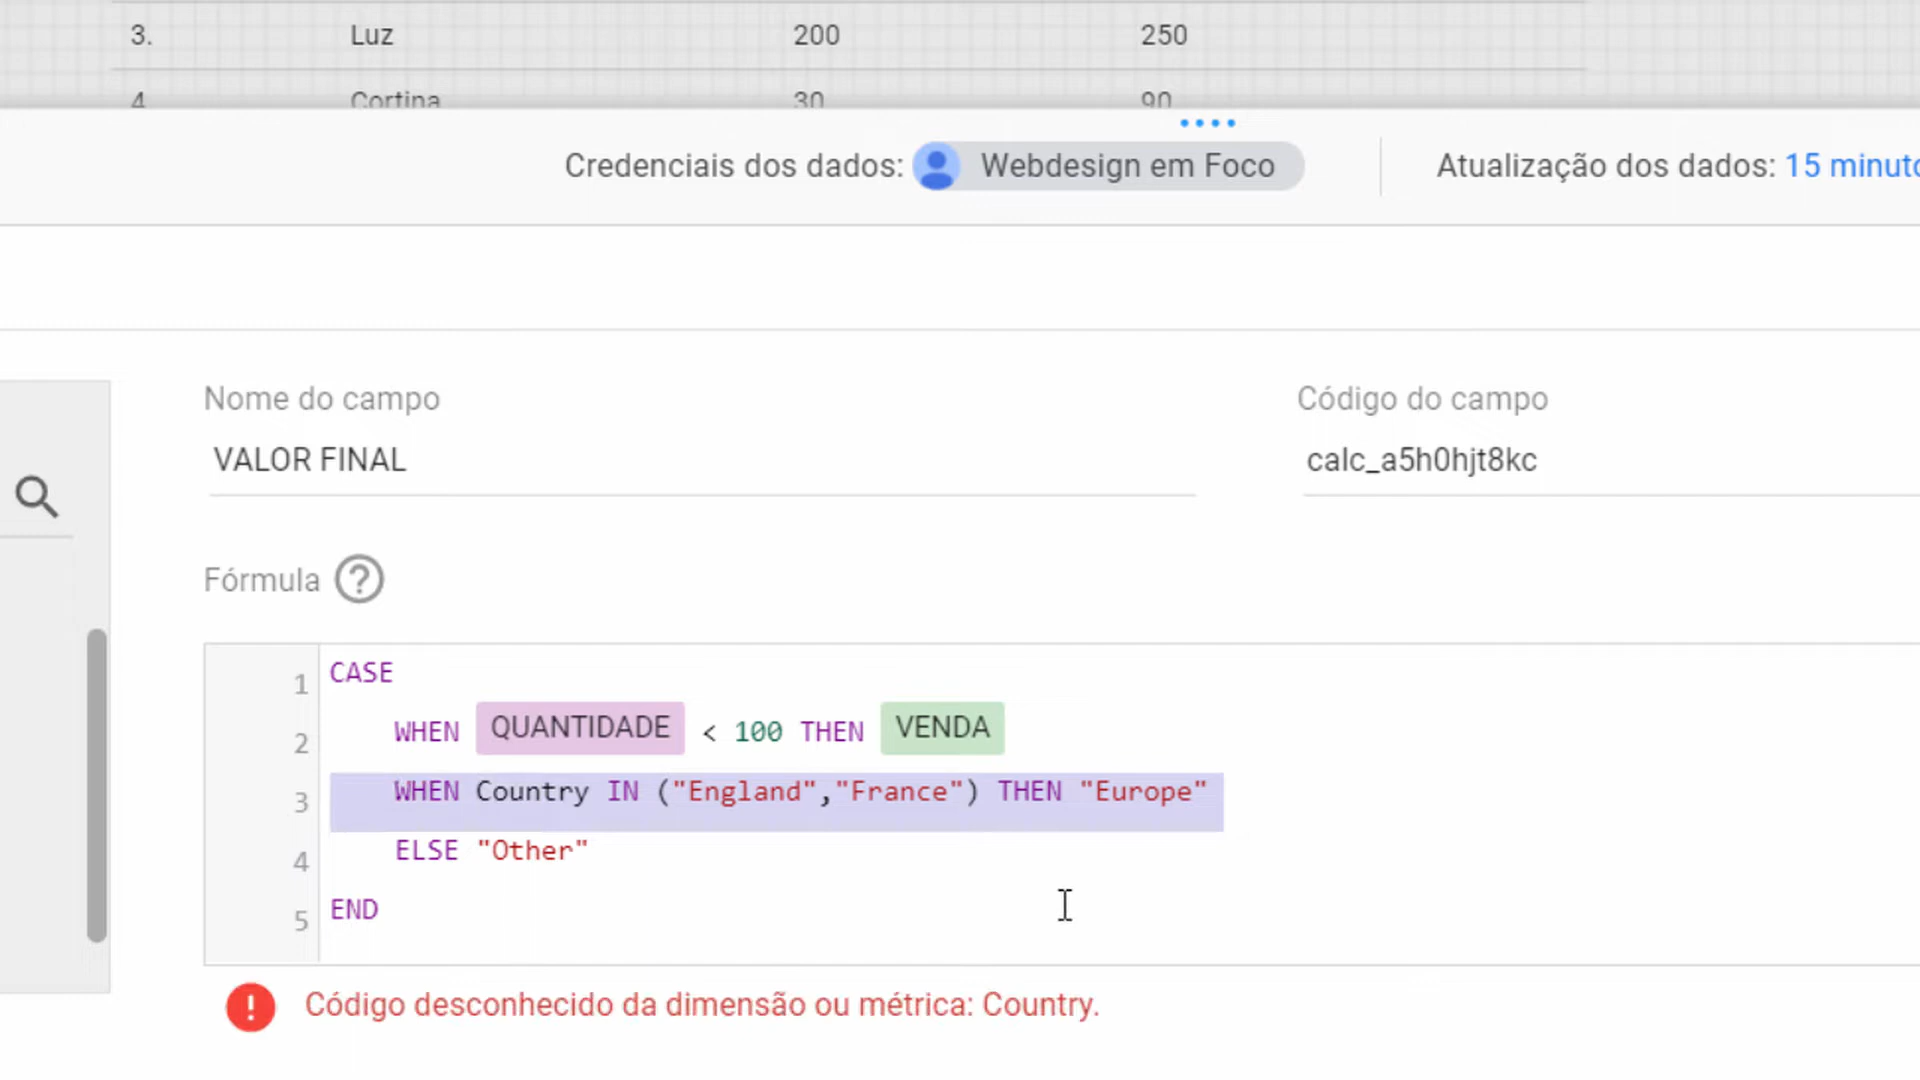 3. Luz 200 250
4 Cortina 30 90
Credenciais dos dados: Webdesign em Foco Atualização dos dados: 15 minuto
Nome do campo Código do campo
VALOR FINAL calc_a5h0hjt8kc
Fórmula ?
1 CASE
2 WHEN QUANTIDADE < 100 THEN VENDA
3 WHEN Country IN ("England","France") THEN "Europe"
4 ELSE "Other"
5 END
! Código desconhecido da dimensão ou métrica: Country.